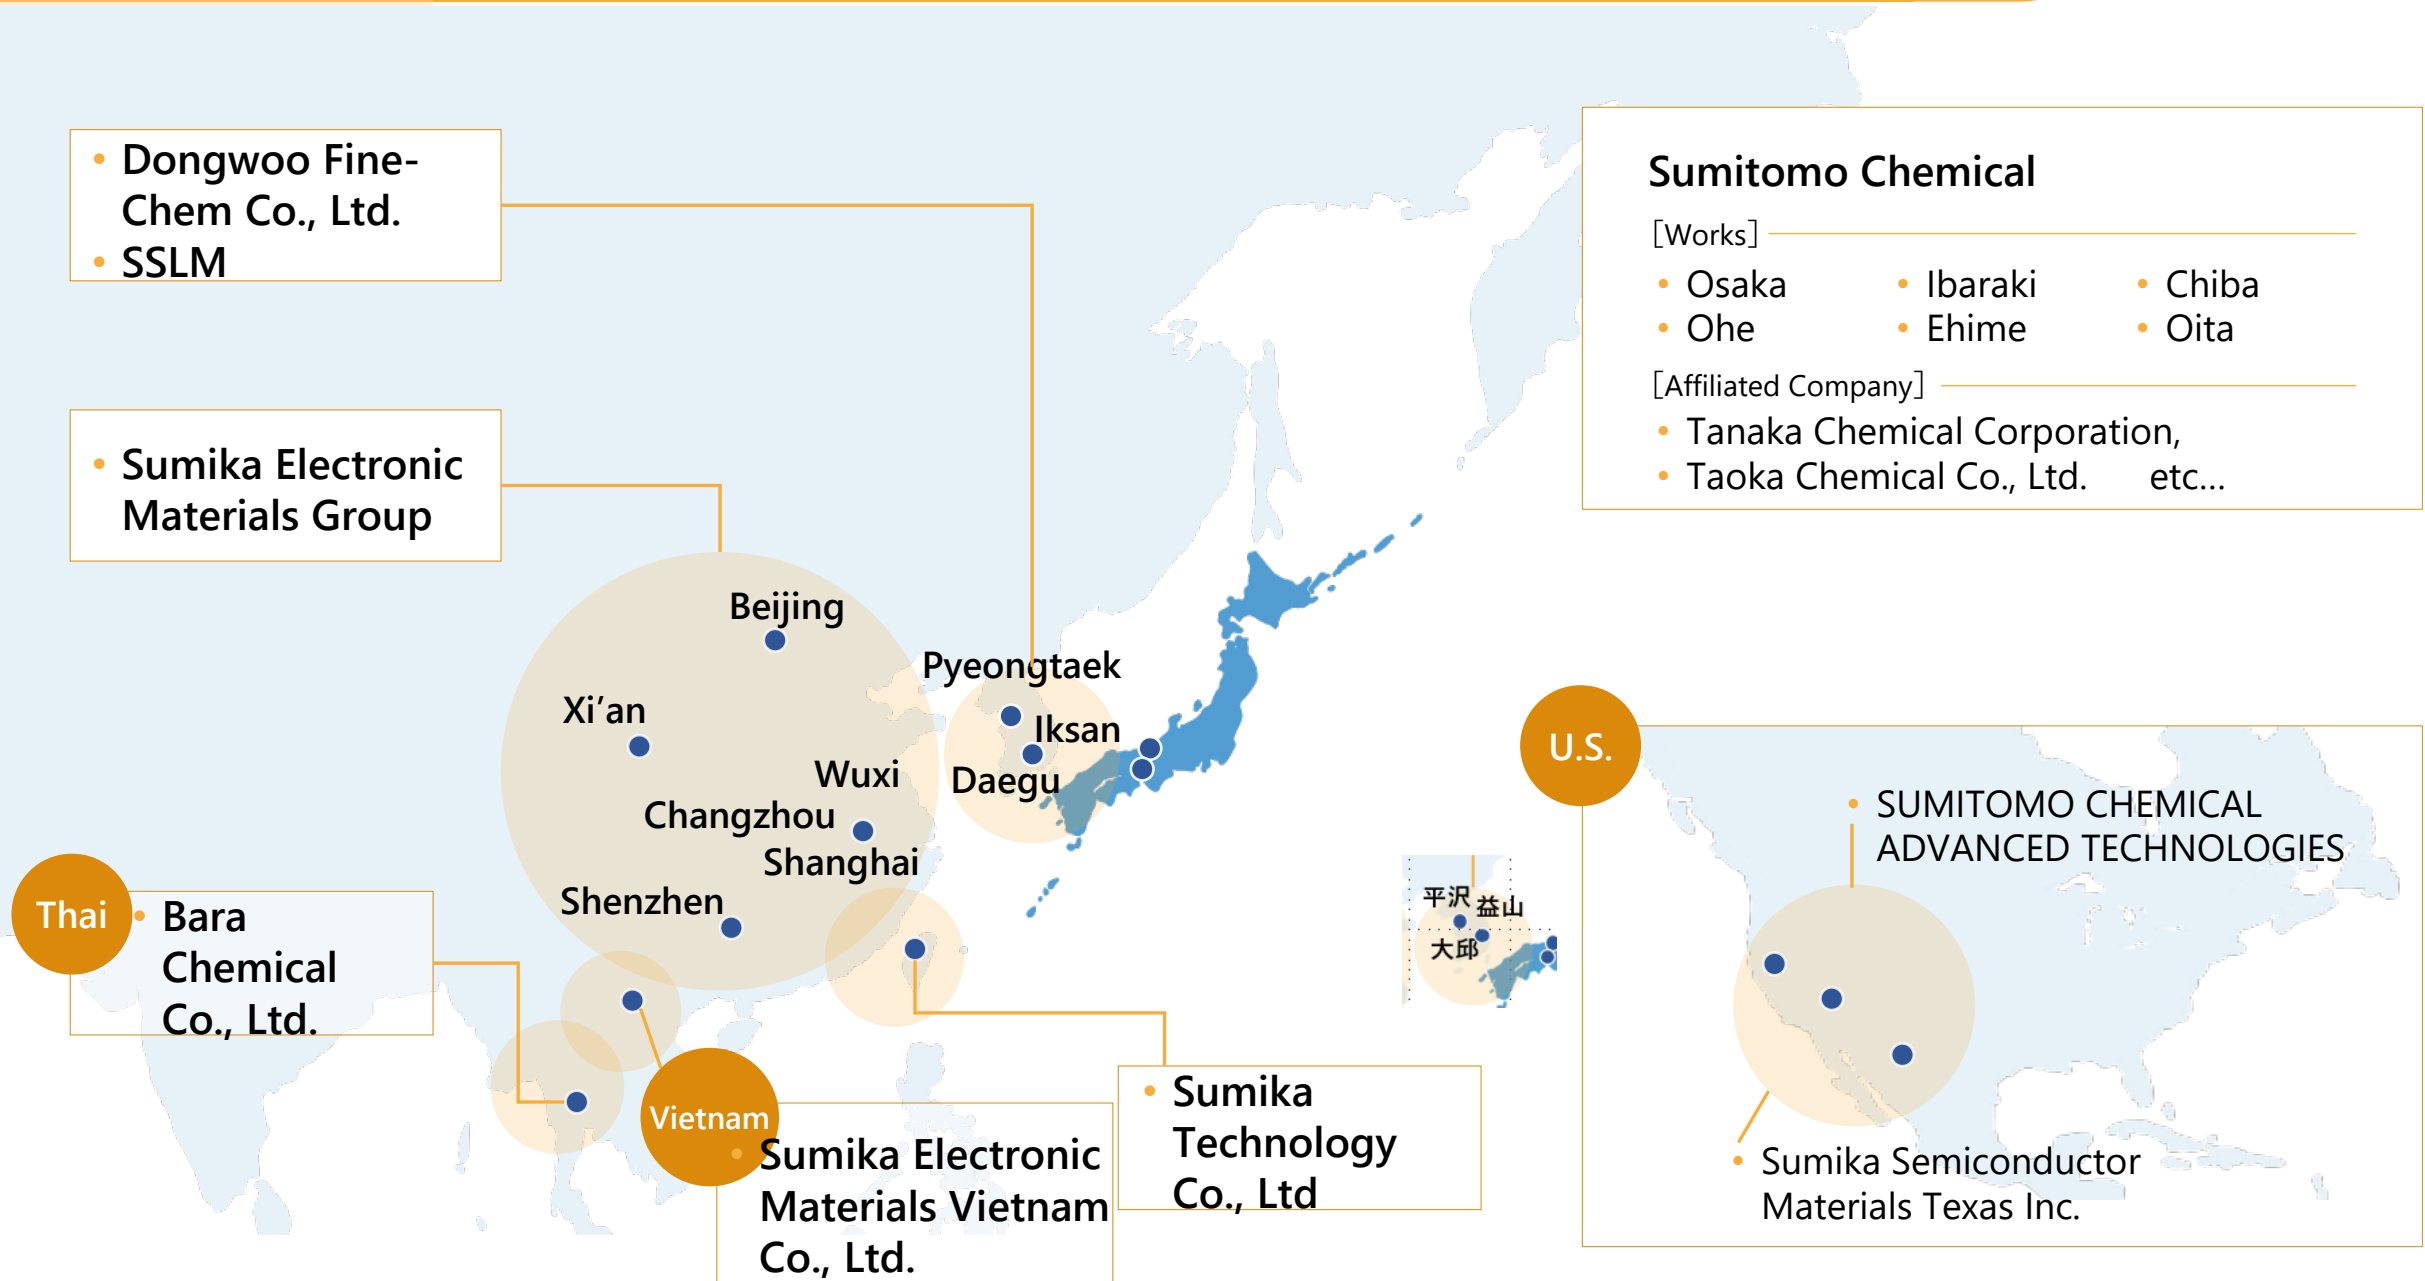 • Dongwoo Fine-
Chem Co., Ltd.
• SSLM
• Sumika Electronic
Materials Group
Sumitomo Chemical
[Works]
• Osaka • Ibaraki • Chiba
• Ohe • Ehime • Oita
[Affiliated Company]
• Tanaka Chemical Corporation,
• Taoka Chemical Co., Ltd. etc...
Beijing
Xi’an
Wuxi
Changzhou
Shanghai
Shenzhen
Pyeongtaek
Iksan
Daegu
平沢
益山
大邱
Thai
• Bara
Chemical
Co., Ltd.
Vietnam
• Sumika Electronic
Materials Vietnam
Co., Ltd.
• Sumika
Technology
Co., Ltd
U.S.
• SUMITOMO CHEMICAL
ADVANCED TECHNOLOGIES
• Sumika Semiconductor
Materials Texas Inc.